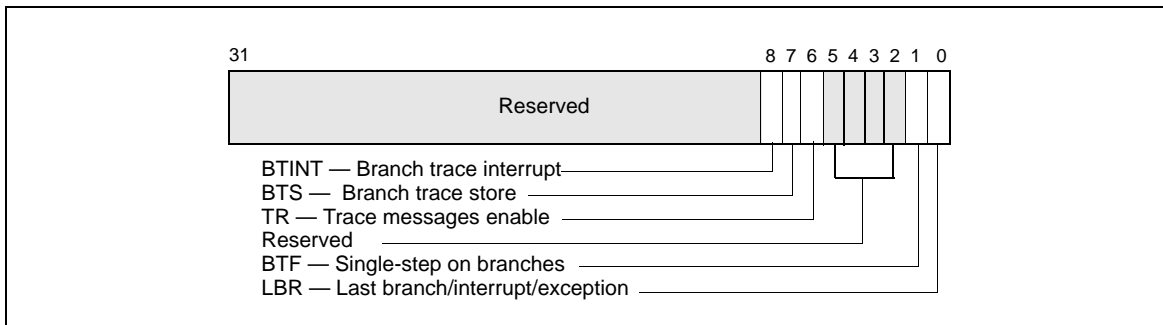 31 8 7 6 5 4 3 2 1 0
Reserved
BTINT — Branch trace interrupt
BTS — Branch trace store
TR — Trace messages enable
Reserved
BTF — Single-step on branches
LBR — Last branch/interrupt/exception